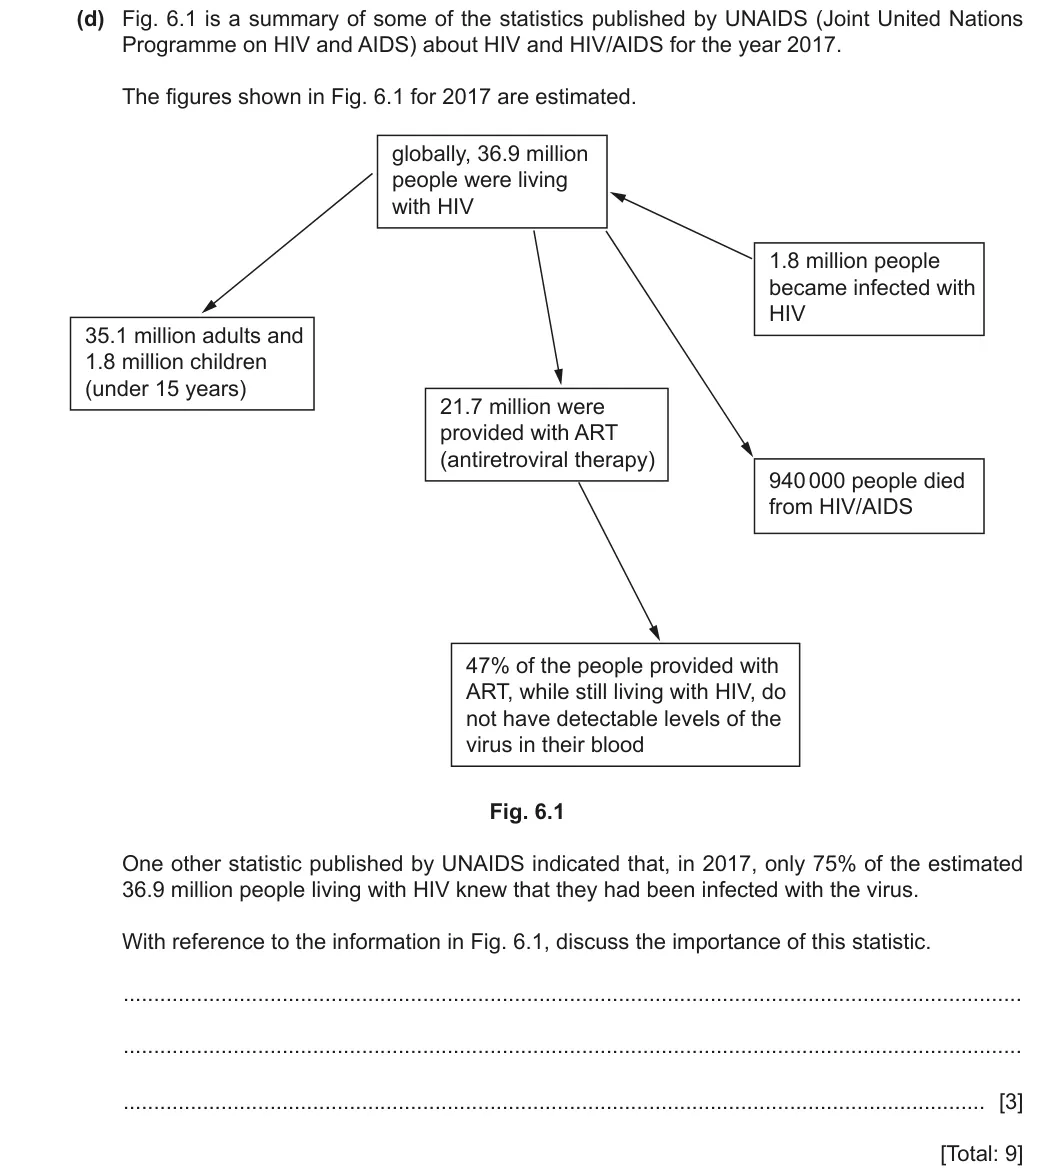 (d) Fig. 6.1 is a summary of some of the statistics published by UNAIDS (Joint United Nations
Programme on HIV and AIDS) about HIV and HIV/AIDS for the year 2017.
The figures shown in Fig. 6.1 for 2017 are estimated.
globally, 36.9 million
people were living
with HIV
1.8 million people
became infected with
HIV
35.1 million adults and
1.8 million children
(under 15 years)
21.7 million were
provided with ART
(antiretroviral therapy)
940 000 people died
from HIV/AIDS
47% of the people provided with
ART, while still living with HIV, do
not have detectable levels of the
virus in their blood
Fig. 6.1
One other statistic published by UNAIDS indicated that, in 2017, only 75% of the estimated
36.9 million people living with HIV knew that they had been infected with the virus.
With reference to the information in Fig. 6.1, discuss the importance of this statistic.
[3]
[Total: 9]